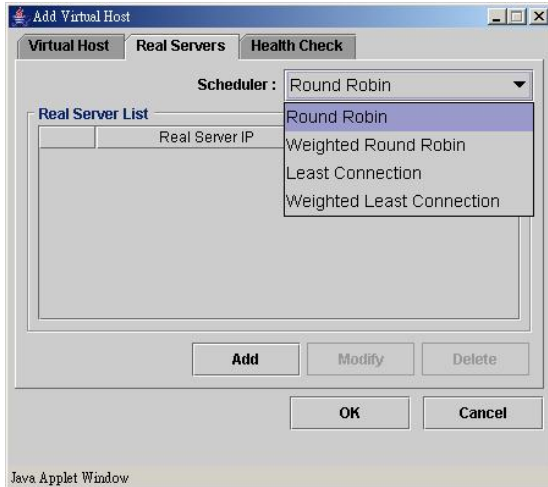 Add Virtual Host
Virtual Host Real Servers Health Check
Scheduler : Round Robin
Real Server List
Real Server IP
Round Robin
Weighted Round Robin
Least Connection
Weighted Least Connection
Add Modify Delete
OK Cancel
Java Applet Window